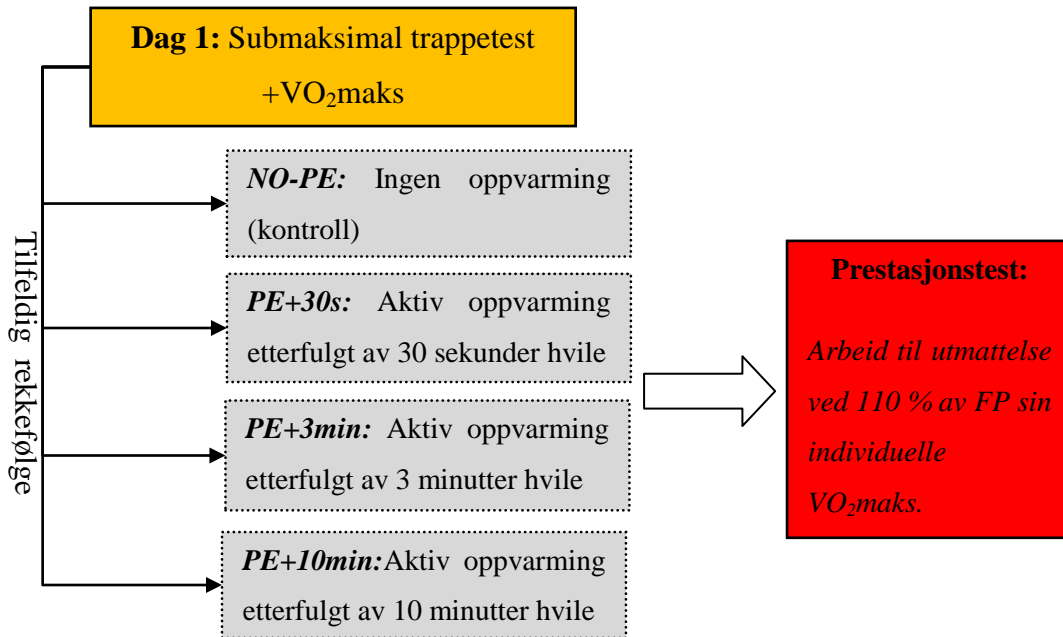 Dag 1: Submaksimal trappetest
+VO₂maks
Tilfeldig rekkefølge
NO-PE: Ingen oppvarming
(kontroll)
PE+30s: Aktiv oppvarming
etterfulgt av 30 sekunder hvile
PE+3min: Aktiv oppvarming
etterfulgt av 3 minutter hvile
PE+10min:Aktiv oppvarming
etterfulgt av 10 minutter hvile
Prestasjonstest:
Arbeid til utmattelse
ved 110 % av FP sin
individuelle
VO₂maks.